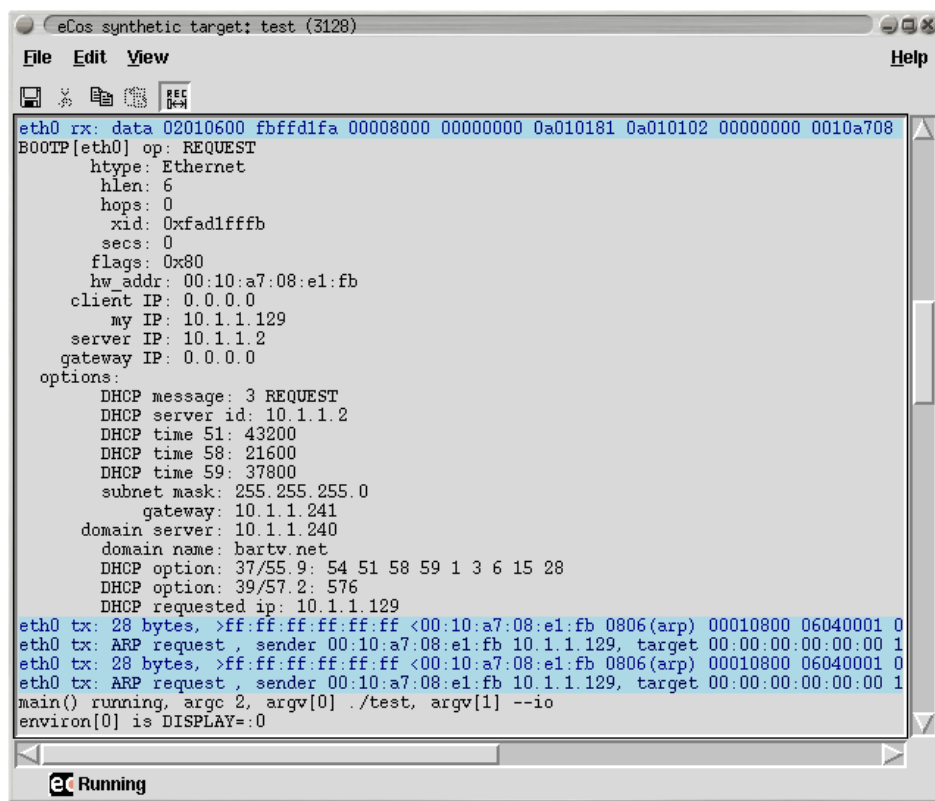 eCos synthetic target: test (3128)
File Edit View Help
REC
eth0 rx: data 02010600 fbffd1fa 00008000 00000000 0a010181 0a010102 00000000 0010a708
BOOTP[eth0] op: REQUEST
htype: Ethernet
hlen: 6
hops: 0
xid: 0xfad1fffb
secs: 0
flags: 0x80
hw_addr: 00:10:a7:08:e1:fb
client IP: 0.0.0.0
my IP: 10.1.1.129
server IP: 10.1.1.2
gateway IP: 0.0.0.0
options:
DHCP message: 3 REQUEST
DHCP server id: 10.1.1.2
DHCP time 51: 43200
DHCP time 58: 21600
DHCP time 59: 37800
subnet mask: 255.255.255.0
gateway: 10.1.1.241
domain server: 10.1.1.240
domain name: bartv.net
DHCP option: 37/55.9: 54 51 58 59 1 3 6 15 28
DHCP option: 39/57.2: 576
DHCP requested ip: 10.1.1.129
eth0 tx: 28 bytes, >ff:ff:ff:ff:ff:ff <00:10:a7:08:e1:fb 0806(arp) 00010800 06040001 0
eth0 tx: ARP request , sender 00:10:a7:08:e1:fb 10.1.1.129, target 00:00:00:00:00:00 1
eth0 tx: 28 bytes, >ff:ff:ff:ff:ff:ff <00:10:a7:08:e1:fb 0806(arp) 00010800 06040001 0
eth0 tx: ARP request , sender 00:10:a7:08:e1:fb 10.1.1.129, target 00:00:00:00:00:00 1
main() running, argc 2, argv[0] ./test, argv[1] --io
environ[0] is DISPLAY=:0
ec Running